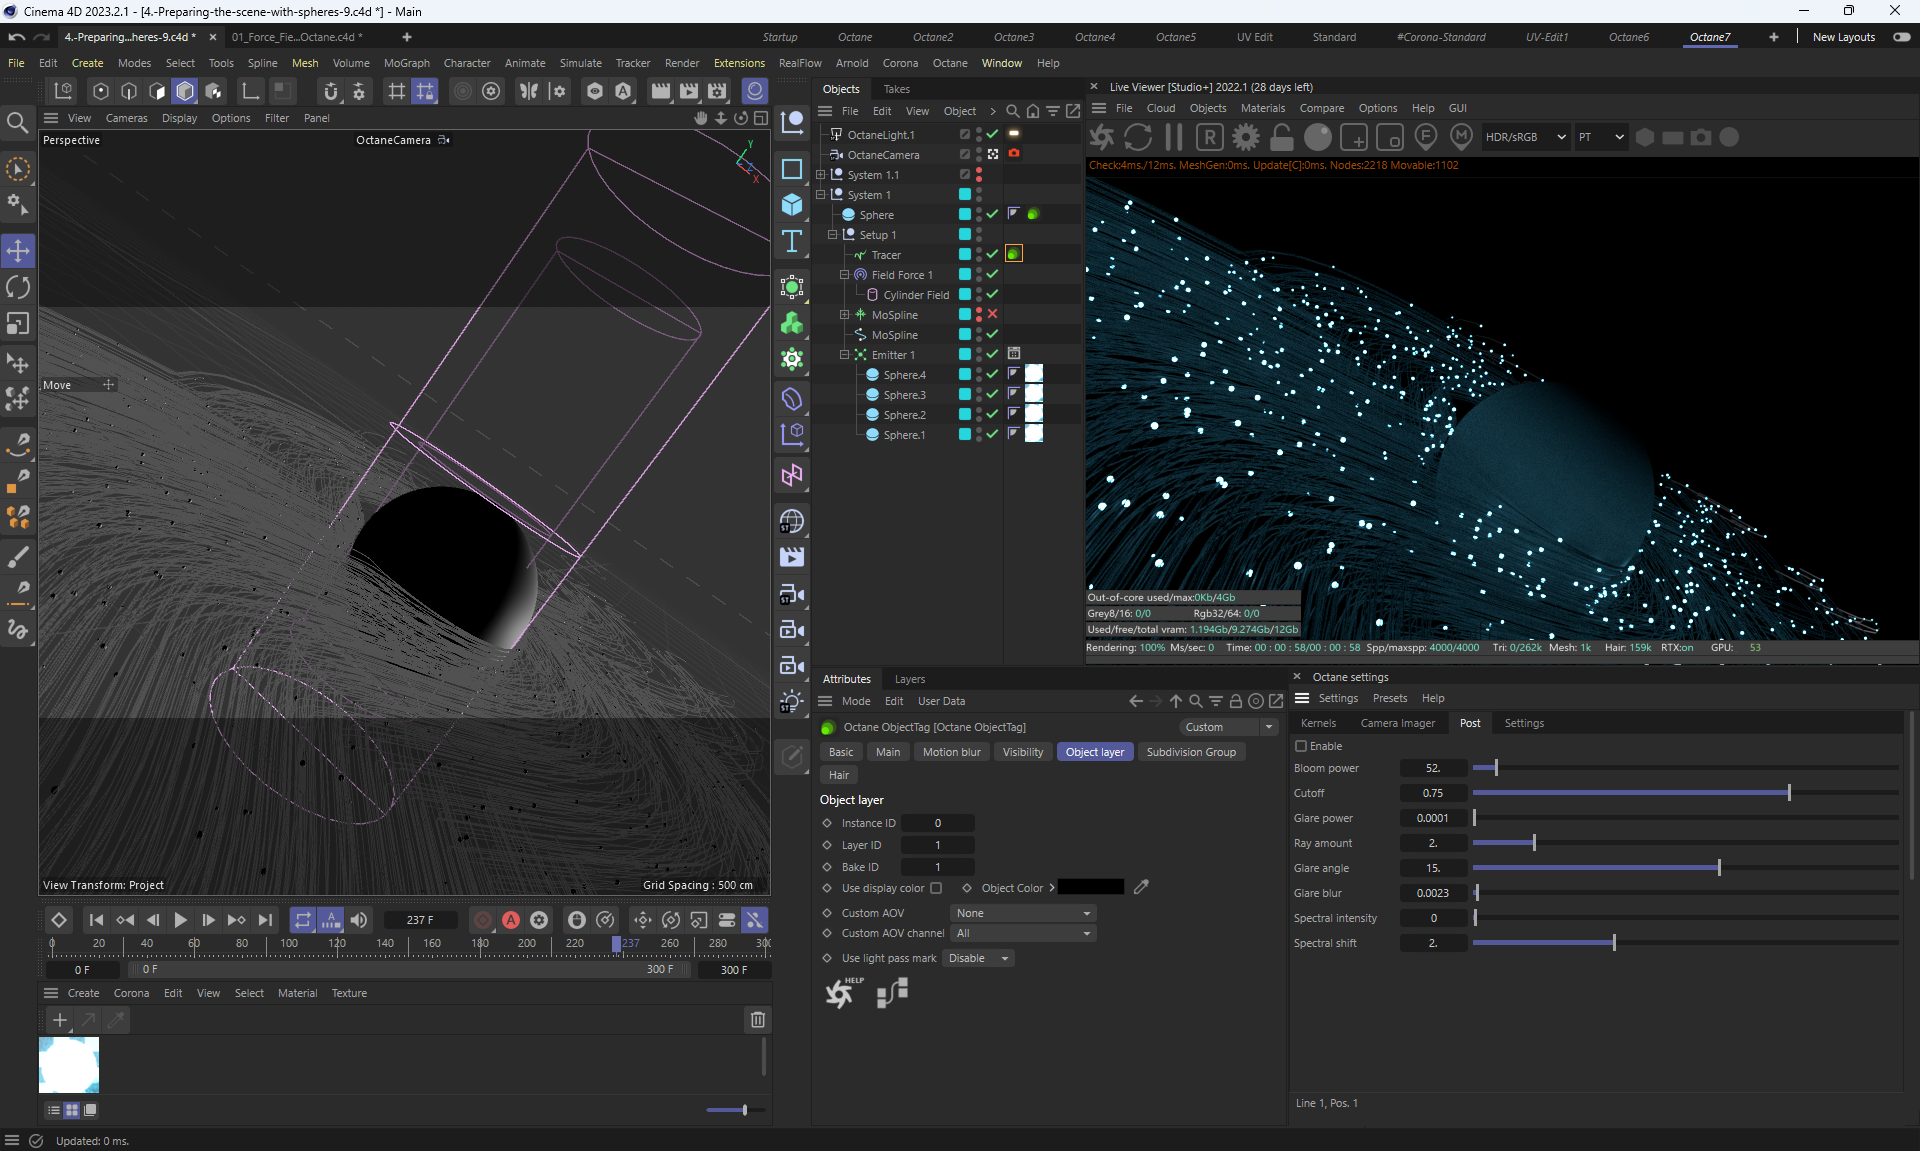 Cinema 4D 2023.2.1 - [4.-Preparing-the-scene-with-spheres-9.c4d *] - Main
4.-Preparing...heres-9.c4d *
01_Force_Fie...Octane.c4d *
Startup Octane Octane2 Octane3 Octane4 Octane5 UV Edit Standard #Corona-Standard UV-Edit1 Octane6 Octane7 New Layouts
File Edit Create Modes Select Tools Spline Mesh Volume MoGraph Character Animate Simulate Tracker Render Extensions RealFlow Arnold Corona Octane Window Help
View Cameras Display Options Filter Panel
Perspective
OctaneCamera
Y
Z
X
Move
View Transform: Project
Grid Spacing : 500 cm
ST
ST
ST
Objects Takes
File Edit View Object
OctaneLight.1
OctaneCamera
System 1.1
System 1
Sphere
Setup 1
Tracer
Field Force 1
Cylinder Field
MoSpline
MoSpline
Emitter 1
Sphere.4
Sphere.3
Sphere.2
Sphere.1
Live Viewer [Studio+] 2022.1 (28 days left)
File Cloud Objects Materials Compare Options Help GUI
HDR/sRGB
PT
Check:4ms./12ms. MeshGen:0ms. Update[C]:0ms. Nodes:2218 Movable:1102
Out-of-core used/max:0Kb/4Gb
Grey8/16: 0/0 Rgb32/64: 0/0
Used/free/total vram: 1.194Gb/9.274Gb/12Gb
Rendering: 100% Ms/sec: 0 Time: 00 : 00 : 58/00 : 00 : 58 Spp/maxspp: 4000/4000 Tri: 0/262k Mesh: 1k Hair: 159k RTX:on GPU: 53
Attributes Layers
Mode Edit User Data
Octane ObjectTag [Octane ObjectTag]
Custom
Basic Main Motion blur Visibility Object layer Subdivision Group
Hair
Object layer
Instance ID 0
Layer ID 1
Bake ID 1
Use display color Object Color
Custom AOV None
Custom AOV channel All
Use light pass mark Disable
HELP
Octane settings
Settings Presets Help
Kernels Camera Imager Post Settings
Enable
Bloom power 52.
Cutoff 0.75
Glare power 0.0001
Ray amount 2.
Glare angle 15.
Glare blur 0.0023
Spectral intensity 0
Spectral shift 2.
Line 1, Pos. 1
237 F
0 20 40 60 80 100 120 140 160 180 200 220 237 260 280 30
0 F
0 F
300 F
300 F
Create Corona Edit View Select Material Texture
Updated: 0 ms.